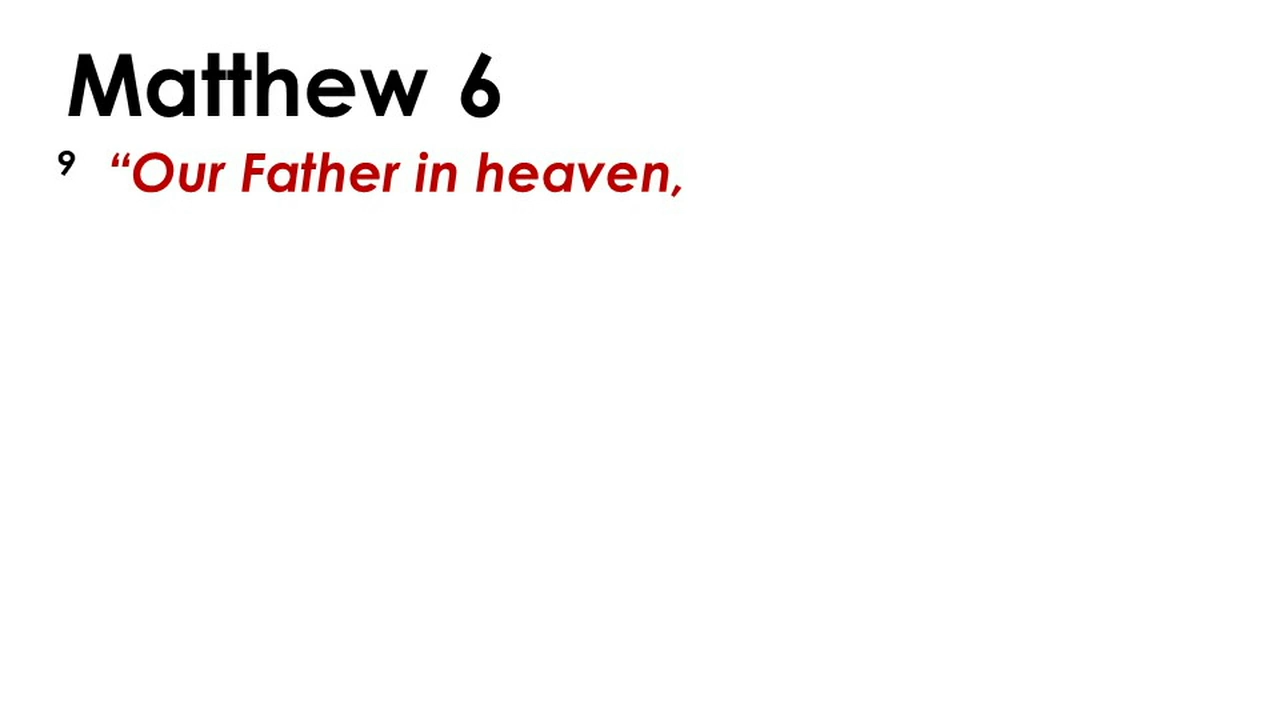 Matthew 6
9 “Our Father in heaven,